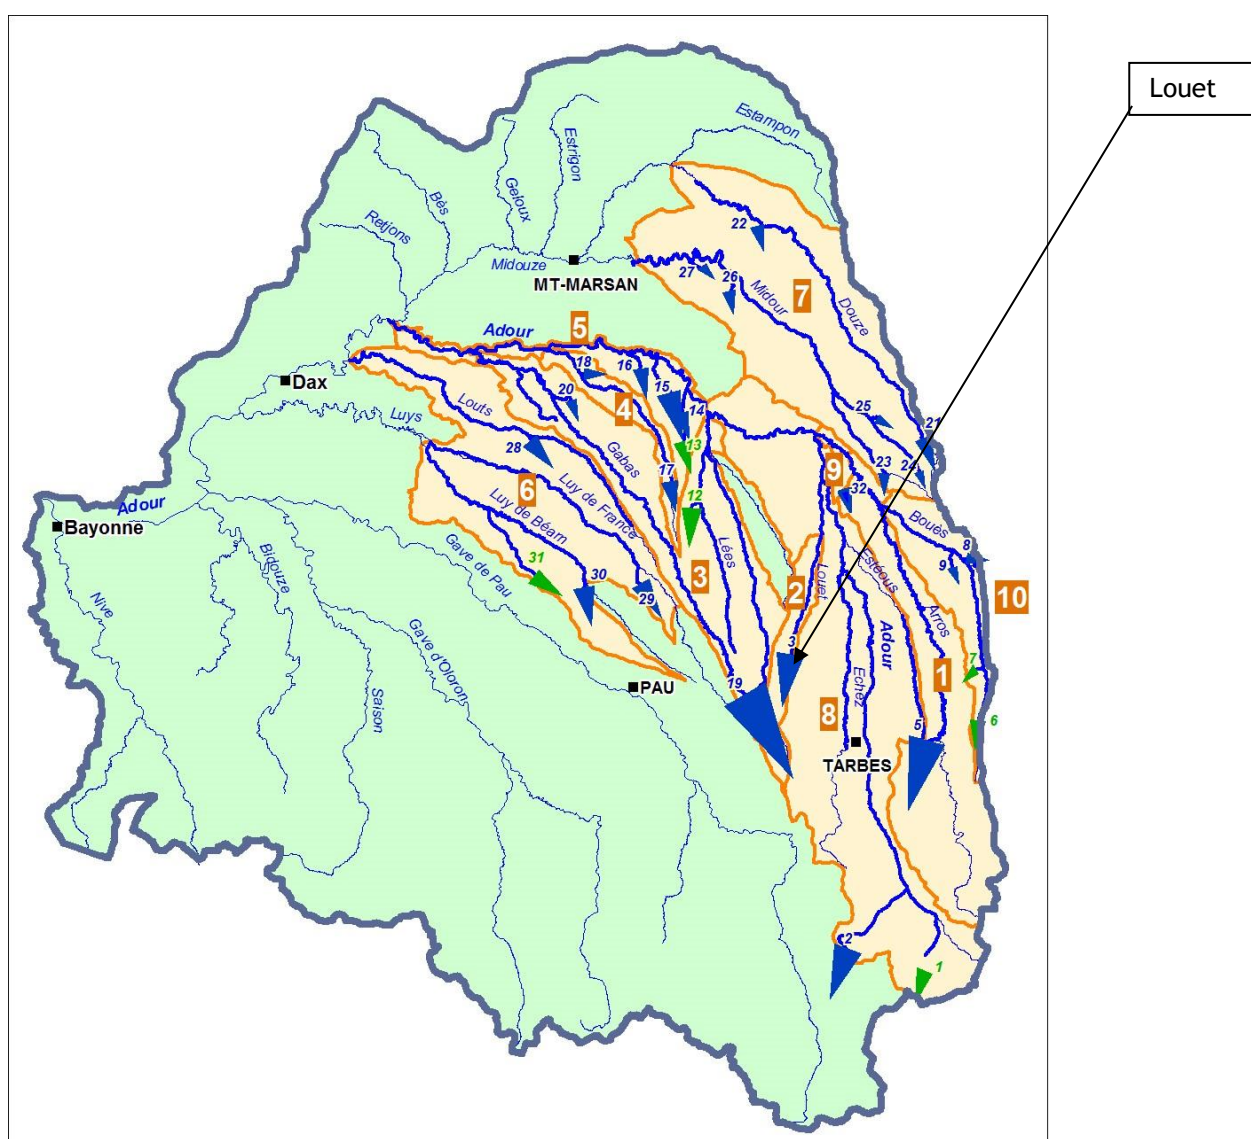 Louet
Estampon
Estrigon
Geloux
Bès
Retjons
Midouze
MT-MARSAN
22
27
26
Midour
7
Douze
Adour
5
18
16
15
14
20
4
13
Dax
Louts
Luys
28
Gabas
17
12
25
21
23
24
9
32
6
Luy de France
Luy de Béarn
Bouès
8
9
Adour
Bayonne
Gave de Pau
31
30
29
3
Lées
2
Louet
Estéous
Arros
Adour
10
Bidouze
Nive
Gave d'Oloron
Saison
PAU
19
3
Echez
1
7
6
8
5
TARBES
2
1